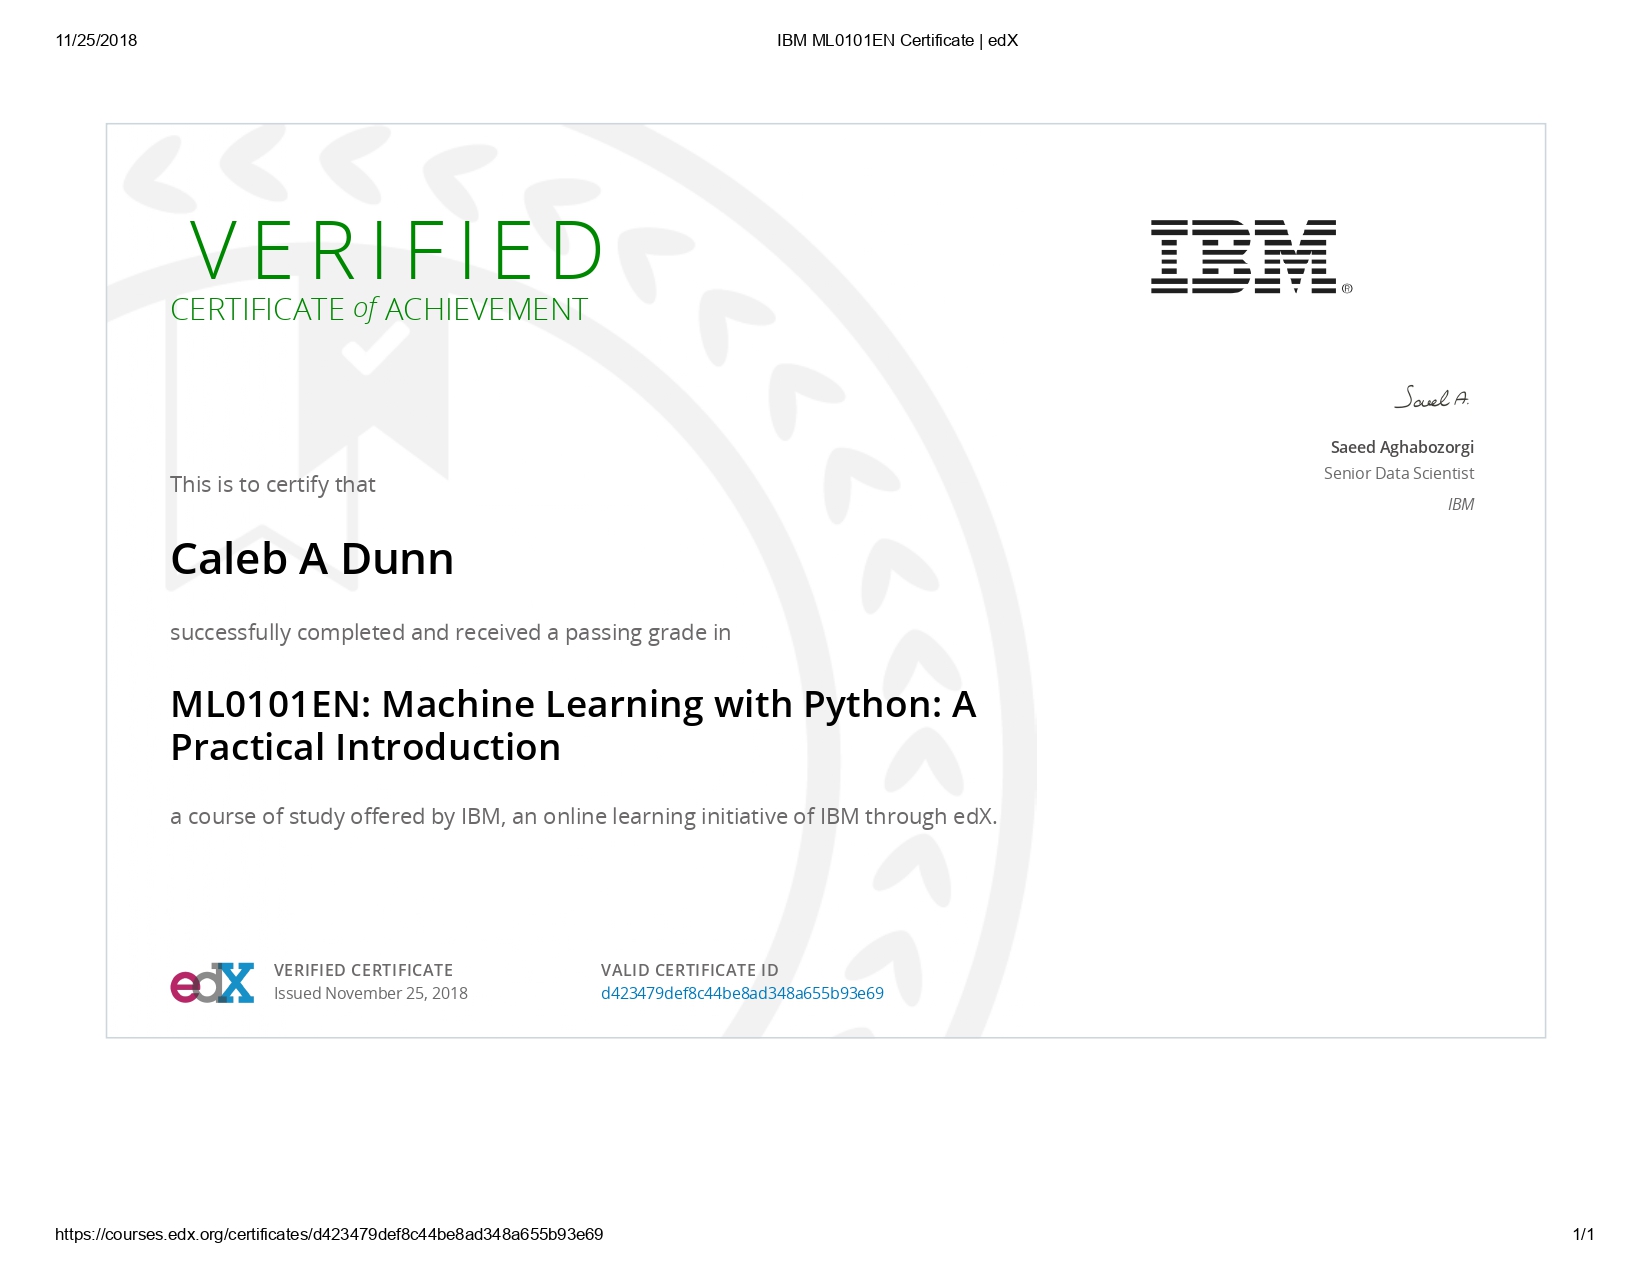 11/25/2018
IBM ML0101EN Certificate | edX
VERIFIED
CERTIFICATE of ACHIEVEMENT
IBM®
Saeed A.
Saeed Aghabozorgi
Senior Data Scientist
IBM
This is to certify that
Caleb A Dunn
successfully completed and received a passing grade in
ML0101EN: Machine Learning with Python: A
Practical Introduction
a course of study offered by IBM, an online learning initiative of IBM through edX.
edX
VERIFIED CERTIFICATE
Issued November 25, 2018
VALID CERTIFICATE ID
d423479def8c44be8ad348a655b93e69
https://courses.edx.org/certificates/d423479def8c44be8ad348a655b93e69
1/1